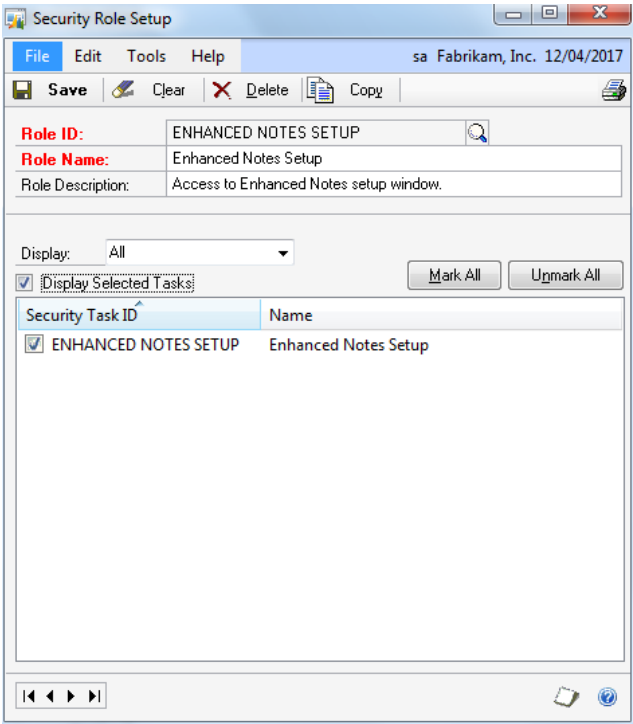 Security Role Setup
File Edit Tools Help sa Fabrikam, Inc. 12/04/2017
Save Clear Delete Copy
Role ID: ENHANCED NOTES SETUP
Role Name: Enhanced Notes Setup
Role Description: Access to Enhanced Notes setup window.
Display: All
Display Selected Tasks
Mark All Unmark All
Security Task ID Name
ENHANCED NOTES SETUP Enhanced Notes Setup